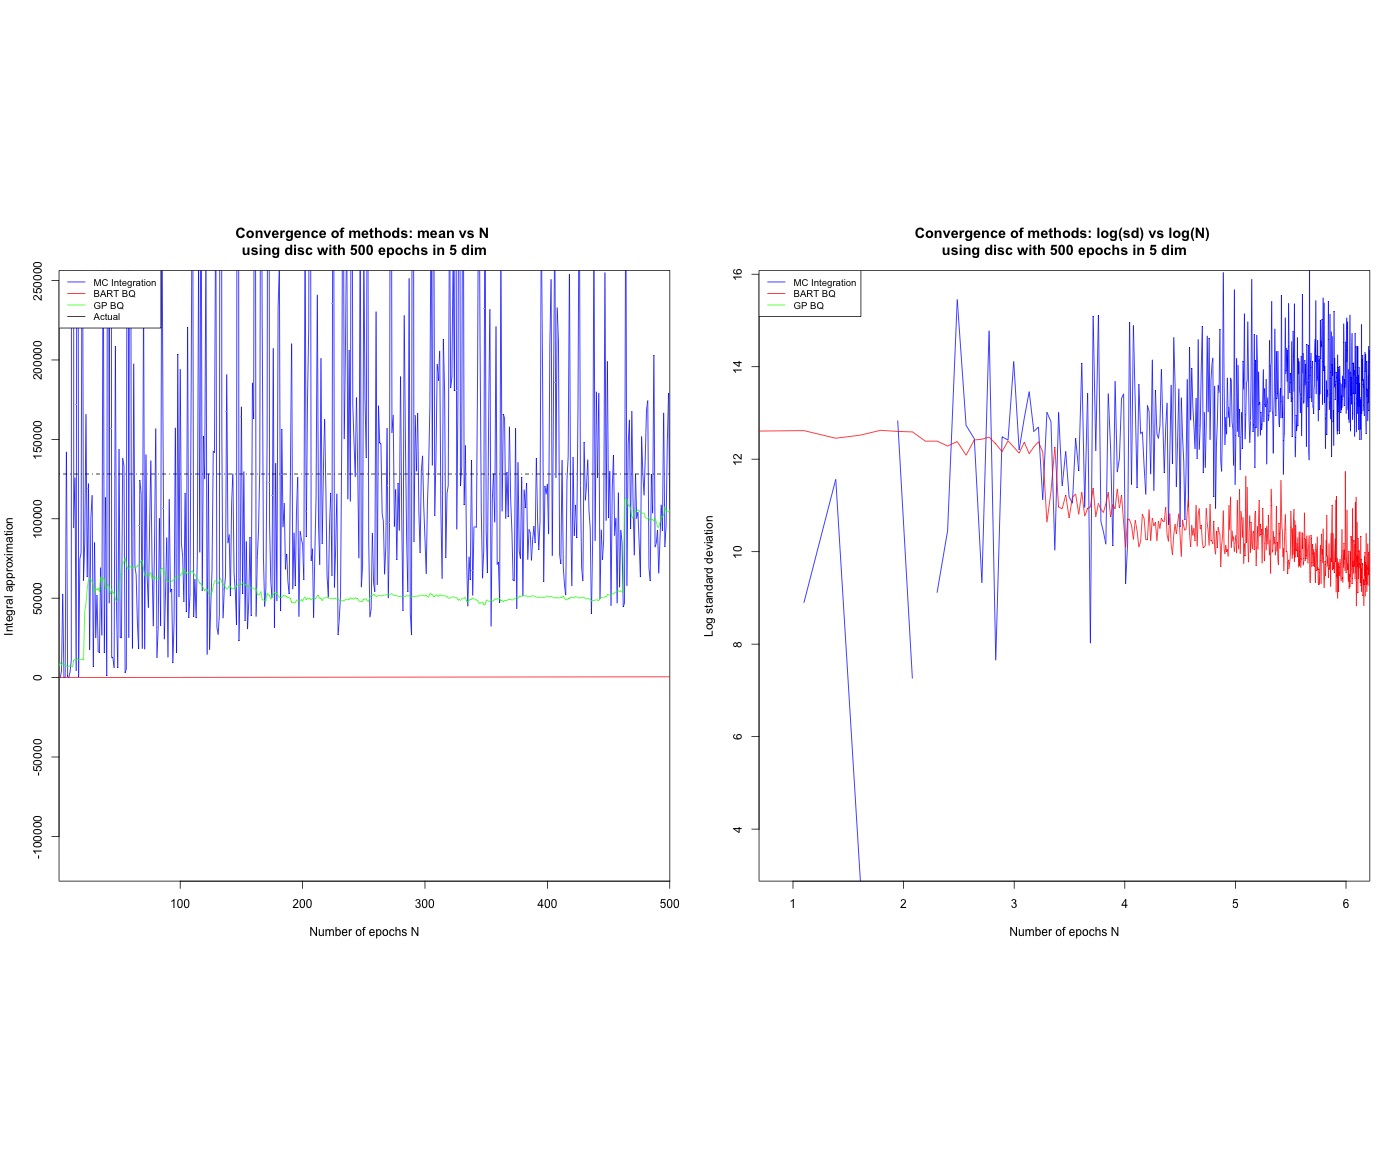 Convergence of methods: mean vs N
using disc with 500 epochs in 5 dim
MC Integration
BART BQ
GP BQ
Actual
Integral approximation
250000
200000
150000
100000
50000
0
-50000
-100000
100 200 300 400 500
Number of epochs N
Convergence of methods: log(sd) vs log(N)
using disc with 500 epochs in 5 dim
MC Integration
BART BQ
GP BQ
Log standard deviation
16
14
12
10
8
6
4
1 2 3 4 5 6
Number of epochs N